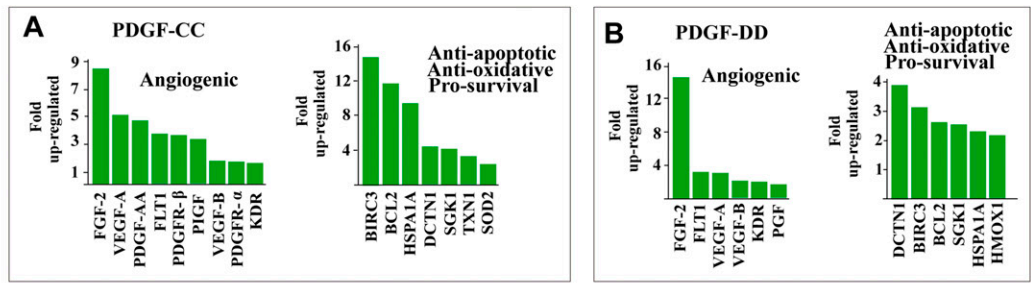 A
PDGF-CC
Angiogenic
Fold
up-regulated
9
7
5
3
1
FGF-2
VEGF-A
PDGF-AA
FLT1
PDGFR-β
PIGF
VEGF-B
PDGFR-α
KDR
Anti-apoptotic
Anti-oxidative
Pro-survival
Fold
up-regulated
16
12
8
4
BIRC3
BCL2
HSPA1A
DCTN1
SGK1
TXN1
SOD2
B
PDGF-DD
Angiogenic
Fold
up-regulated
16
12
8
4
FGF-2
FLT1
VEGF-A
VEGF-B
KDR
PGF
Anti-apoptotic
Anti-oxidative
Pro-survival
Fold
up-regulated
4
3
2
1
DCTN1
BIRC3
BCL2
SGK1
HSPA1A
HMOX1